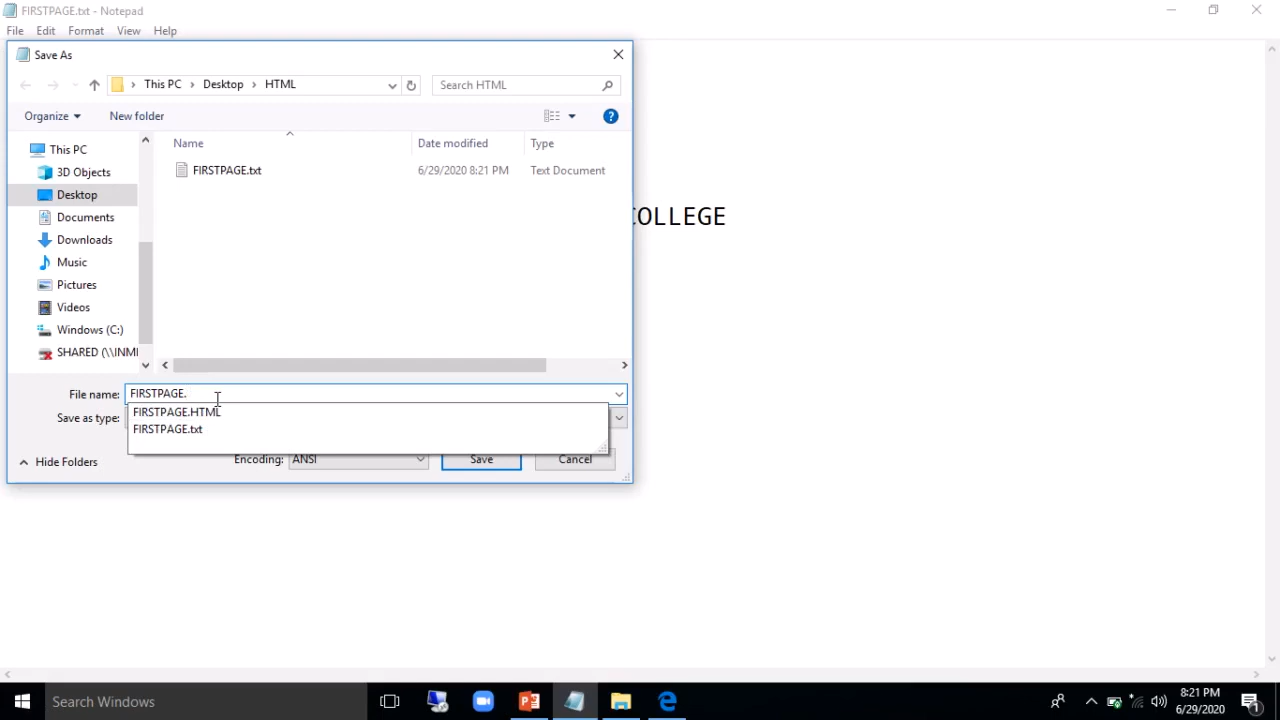 FIRSTPAGE.txt - Notepad
File Edit Format View Help
Save As
This PC Desktop HTML
Search HTML
Organize New folder
Name Date modified Type
FIRSTPAGE.txt 6/29/2020 8:21 PM Text Document
This PC
3D Objects
Desktop
Documents
Downloads
Music
Pictures
Videos
Windows (C:)
SHARED (\\INMI
COLLEGE
File name: FIRSTPAGE.
Save as type:
FIRSTPAGE.HTML
FIRSTPAGE.txt
Hide Folders Encoding: ANSI Save Cancel
Search Windows
8:21 PM
6/29/2020
1